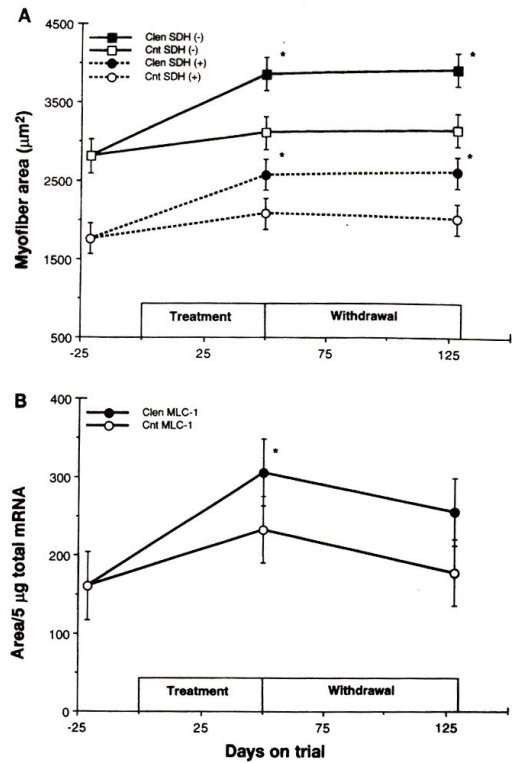 A
4500
3500
2500
1500
500
Myofiber area (µm²)
Clen SDH (-)
Cnt SDH (-)
Clen SDH (+)
Cnt SDH (+)
*
*
*
*
Treatment
Withdrawal
-25
25
75
125
B
400
300
200
100
0
Area/5 µg total mRNA
Clen MLC-1
Cnt MLC-1
*
Treatment
Withdrawal
-25
25
75
125
Days on trial